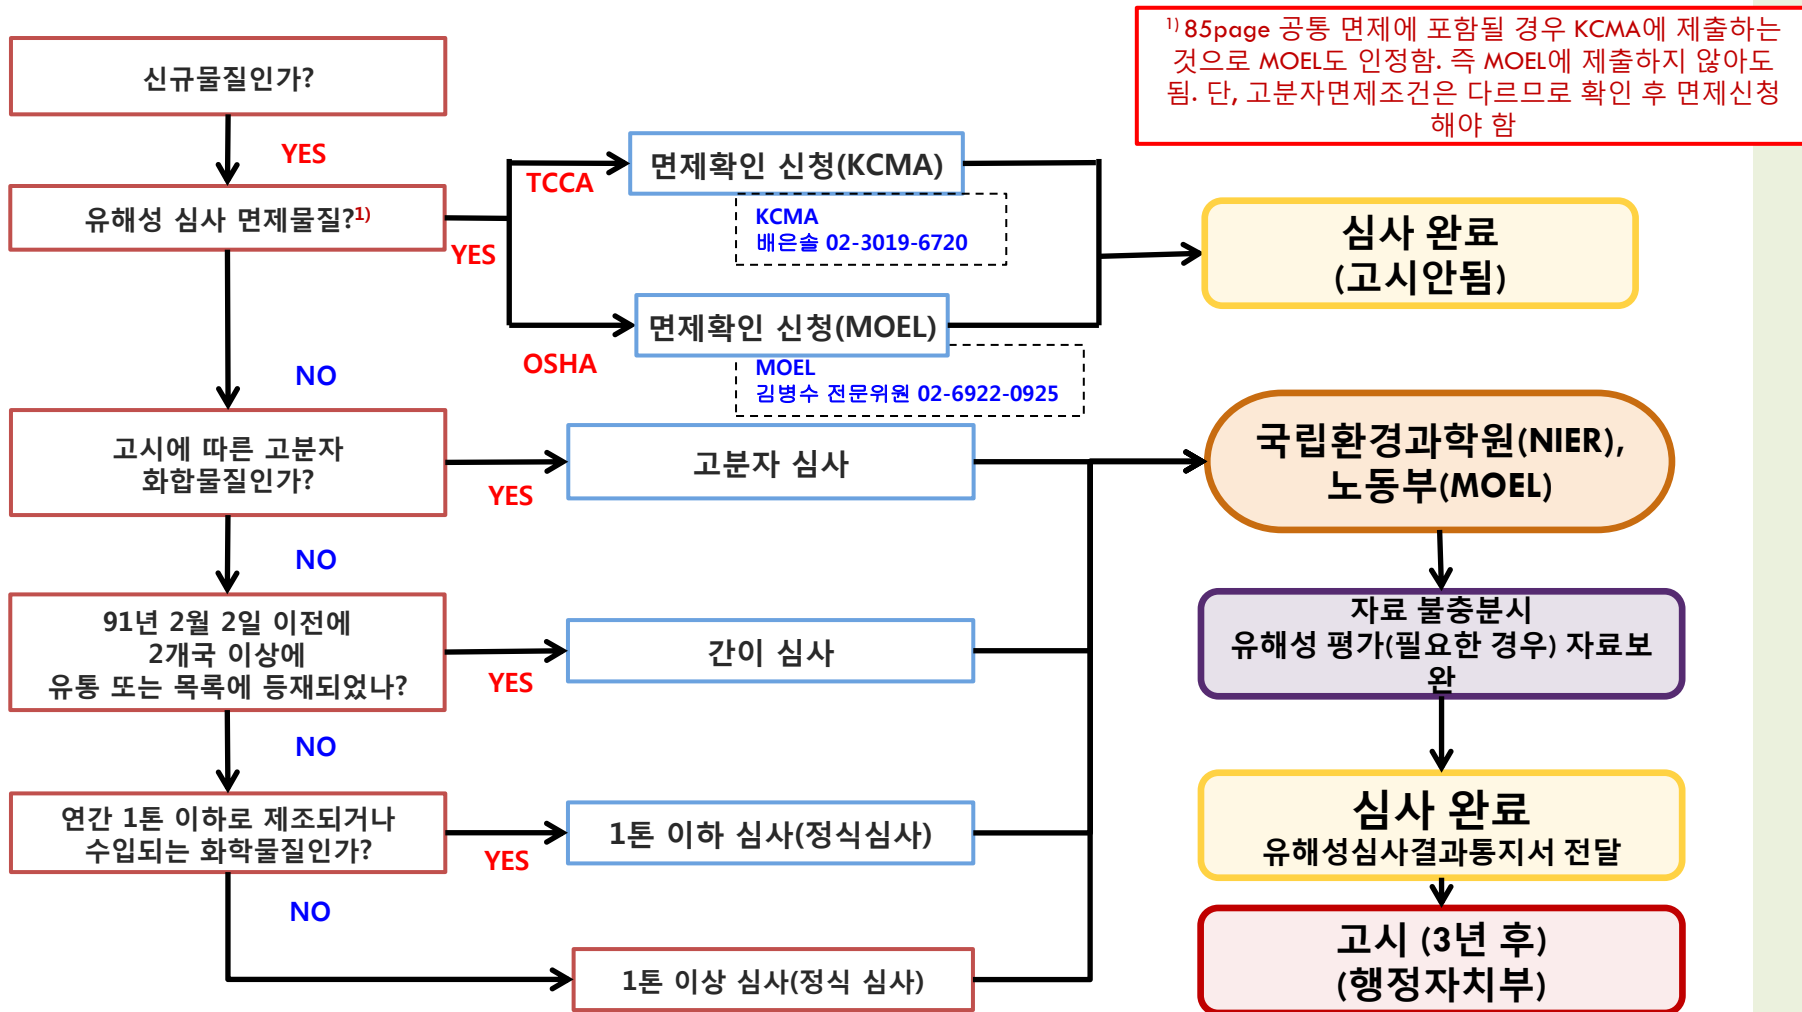 ¹⁾ 85page 공통 면제에 포함될 경우 KCMA에 제출하는
것으로 MOEL도 인정함. 즉 MOEL에 제출하지 않아도
됨. 단, 고분자면제조건은 다르므로 확인 후 면제신청
해야 함
신규물질인가?
YES
유해성 심사 면제물질?¹⁾
YES
TCCA
면제확인 신청(KCMA)
KCMA
배은솔 02-3019-6720
OSHA
면제확인 신청(MOEL)
MOEL
김병수 전문위원 02-6922-0925
심사 완료
(고시안됨)
NO
고시에 따른 고분자
화합물질인가?
YES
고분자 심사
국립환경과학원(NIER),
노동부(MOEL)
NO
91년 2월 2일 이전에
2개국 이상에
유통 또는 목록에 등재되었나?
YES
간이 심사
자료 불충분시
유해성 평가(필요한 경우) 자료보
완
NO
연간 1톤 이하로 제조되거나
수입되는 화학물질인가?
YES
1톤 이하 심사(정식심사)
심사 완료
유해성심사결과통지서 전달
NO
1톤 이상 심사(정식 심사)
고시 (3년 후)
(행정자치부)